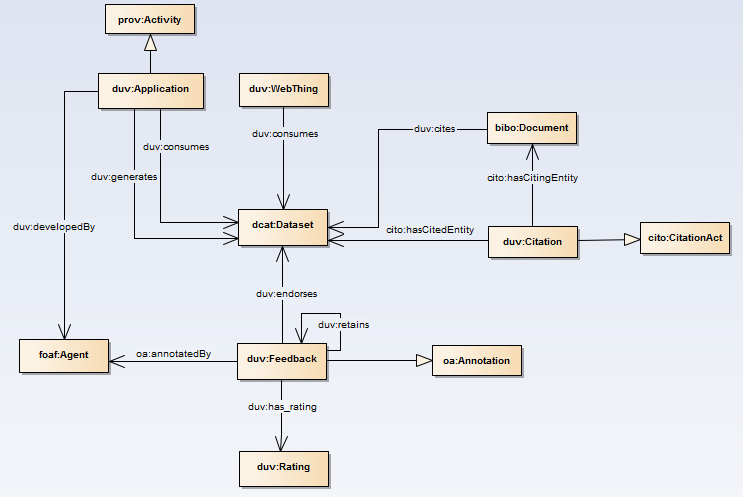 prov:Activity
duv:Application
duv:WebThing
bibo:Document
duv:cites
duv:consumes
duv:consumes
duv:generates
cito:hasCitingEntity
duv:developedBy
dcat:Dataset
cito:hasCitedEntity
duv:Citation
cito:CitationAct
duv:endorses
duv:retains
foaf:Agent
oa:annotatedBy
duv:Feedback
oa:Annotation
duv:has_rating
duv:Rating